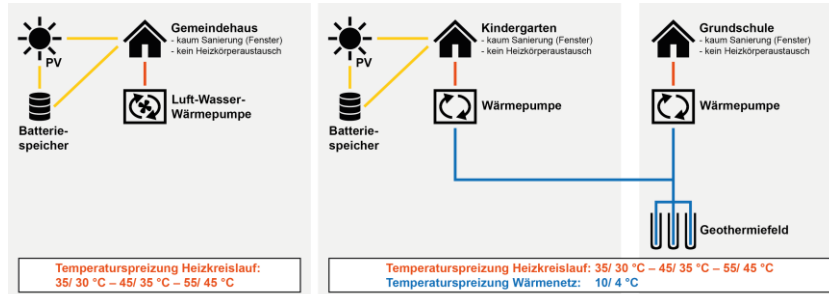 Gemeindehaus
- kaum Sanierung (Fenster)
- kein Heizkörperaustausch
PV
Luft-Wasser-
Wärmepumpe
Batterie-
speicher
Temperaturspreizung Heizkreislauf:
35/ 30 °C – 45/ 35 °C – 55/ 45 °C
Kindergarten
- kaum Sanierung (Fenster)
- kein Heizkörperaustausch
PV
Wärmepumpe
Batterie-
speicher
Grundschule
- kaum Sanierung (Fenster)
- kein Heizkörperaustausch
Wärmepumpe
Geothermiefeld
Temperaturspreizung Heizkreislauf: 35/ 30 °C – 45/ 35 °C – 55/ 45 °C
Temperaturspreizung Wärmenetz: 10/ 4 °C